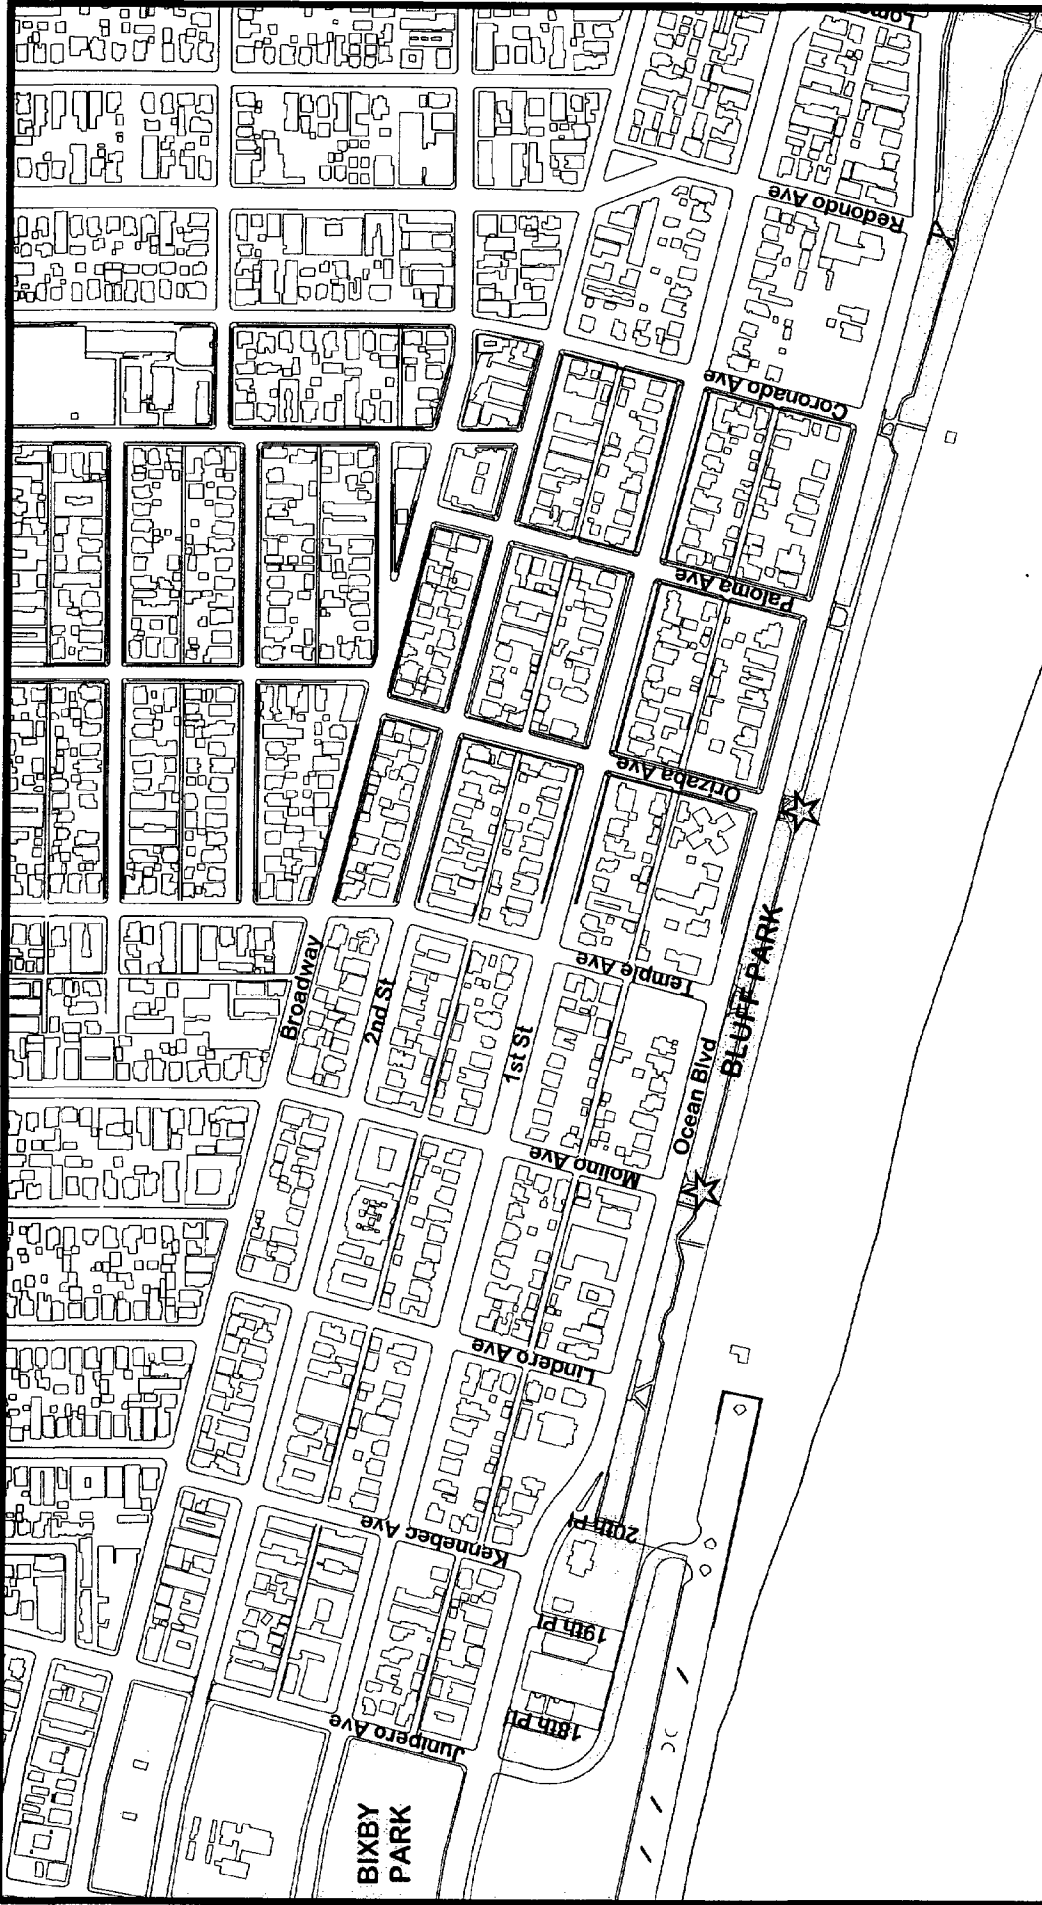 Loma
Redondo Ave
Coronado Ave
Paloma Ave
Orizaba Ave
Temple Ave
Broadway
2nd St
1st St
Ocean Blvd
BLUFF PARK
Molino Ave
Lindero Ave
Kennebec Ave
20th Pl
19th Pl
18th Pl
Junipero Ave
BIXBY
PARK